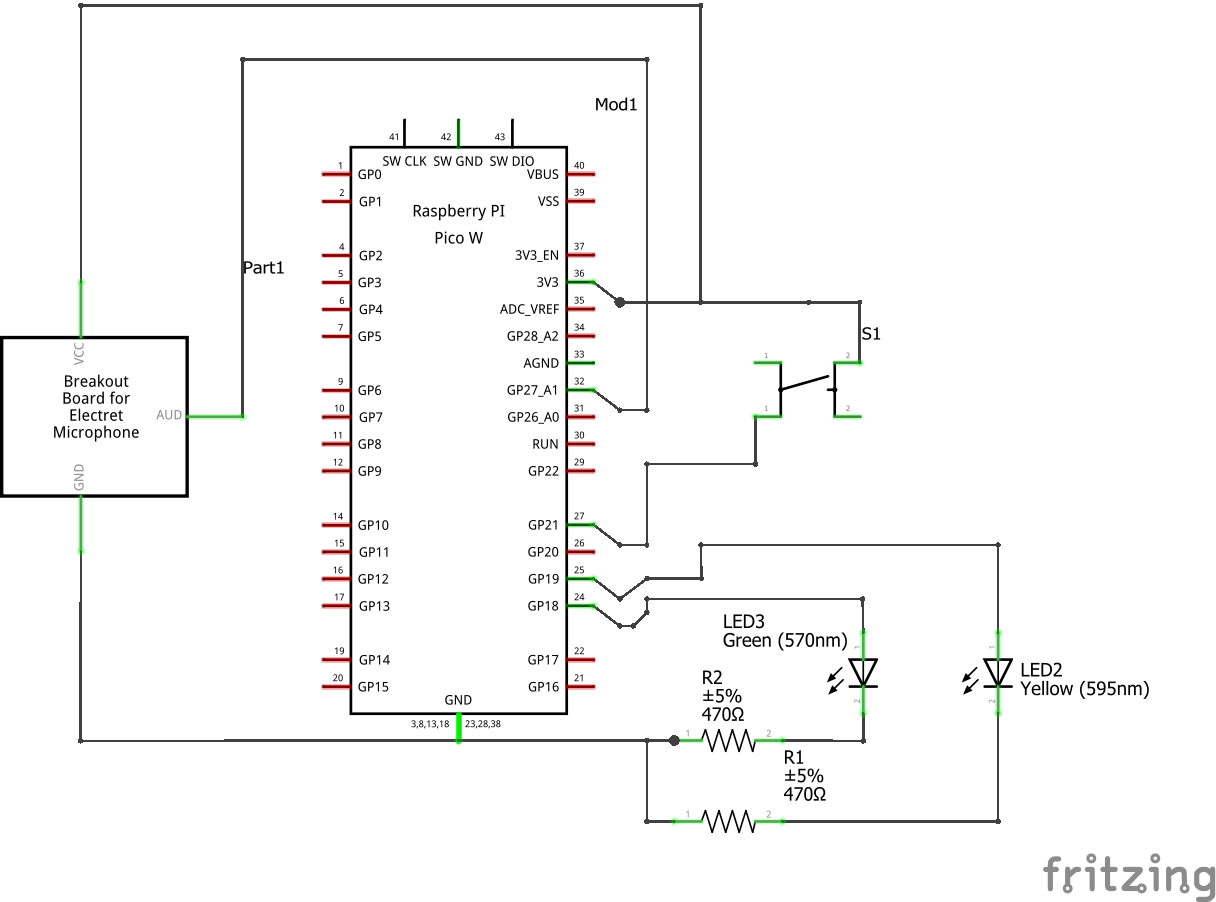 Mod1
41
42
43
SW CLK
SW GND
SW DIO
1
GP0
VBUS
40
2
GP1
VSS
39
Raspberry PI
Pico W
4
GP2
3V3_EN
37
Part1
5
GP3
3V3
36
6
GP4
ADC_VREF
35
7
GP5
GP28_A2
34
AGND
33
9
GP6
GP27_A1
32
10
GP7
GP26_A0
31
11
GP8
RUN
30
12
GP9
GP22
29
14
GP10
GP21
27
15
GP11
GP20
26
16
GP12
GP19
25
17
GP13
GP18
24
19
GP14
GP17
22
20
GP15
GP16
21
GND
3,8,13,18
23,28,38
VCC
Breakout
Board for
Electret
Microphone
AUD
GND
S1
1
2
1
2
LED3
Green (570nm)
1
2
LED2
Yellow (595nm)
1
2
R2
±5%
470Ω
1
2
R1
±5%
470Ω
1
2
fritzing